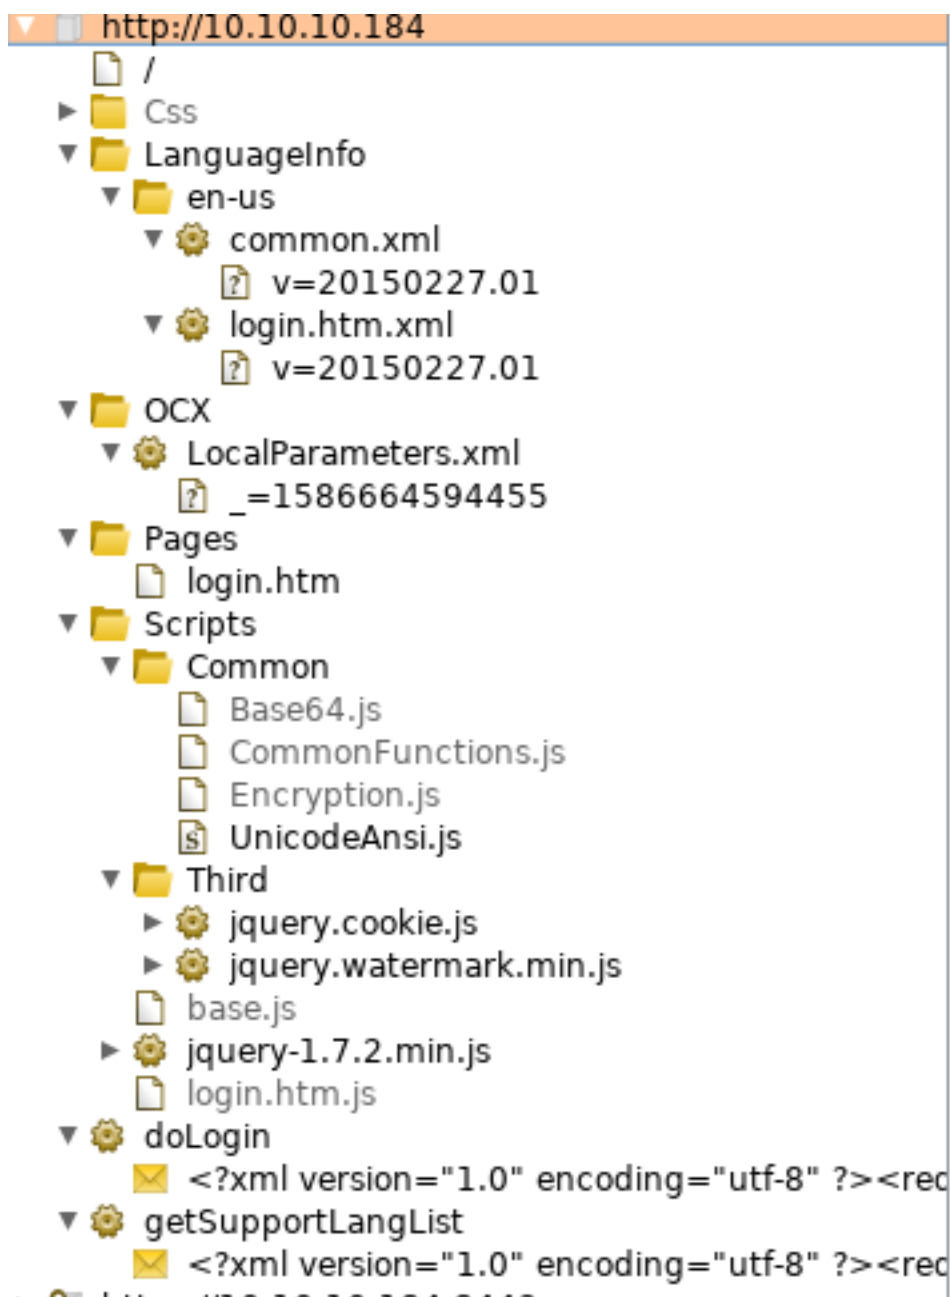 http://10.10.10.184
/
Css
LanguageInfo
en-us
common.xml
v=20150227.01
login.htm.xml
v=20150227.01
OCX
LocalParameters.xml
_=1586664594455
Pages
login.htm
Scripts
Common
Base64.js
CommonFunctions.js
Encryption.js
UnicodeAnsi.js
Third
jquery.cookie.js
jquery.watermark.min.js
base.js
jquery-1.7.2.min.js
login.htm.js
doLogin
<?xml version="1.0" encoding="utf-8" ?><rec
getSupportLangList
<?xml version="1.0" encoding="utf-8" ?><rec